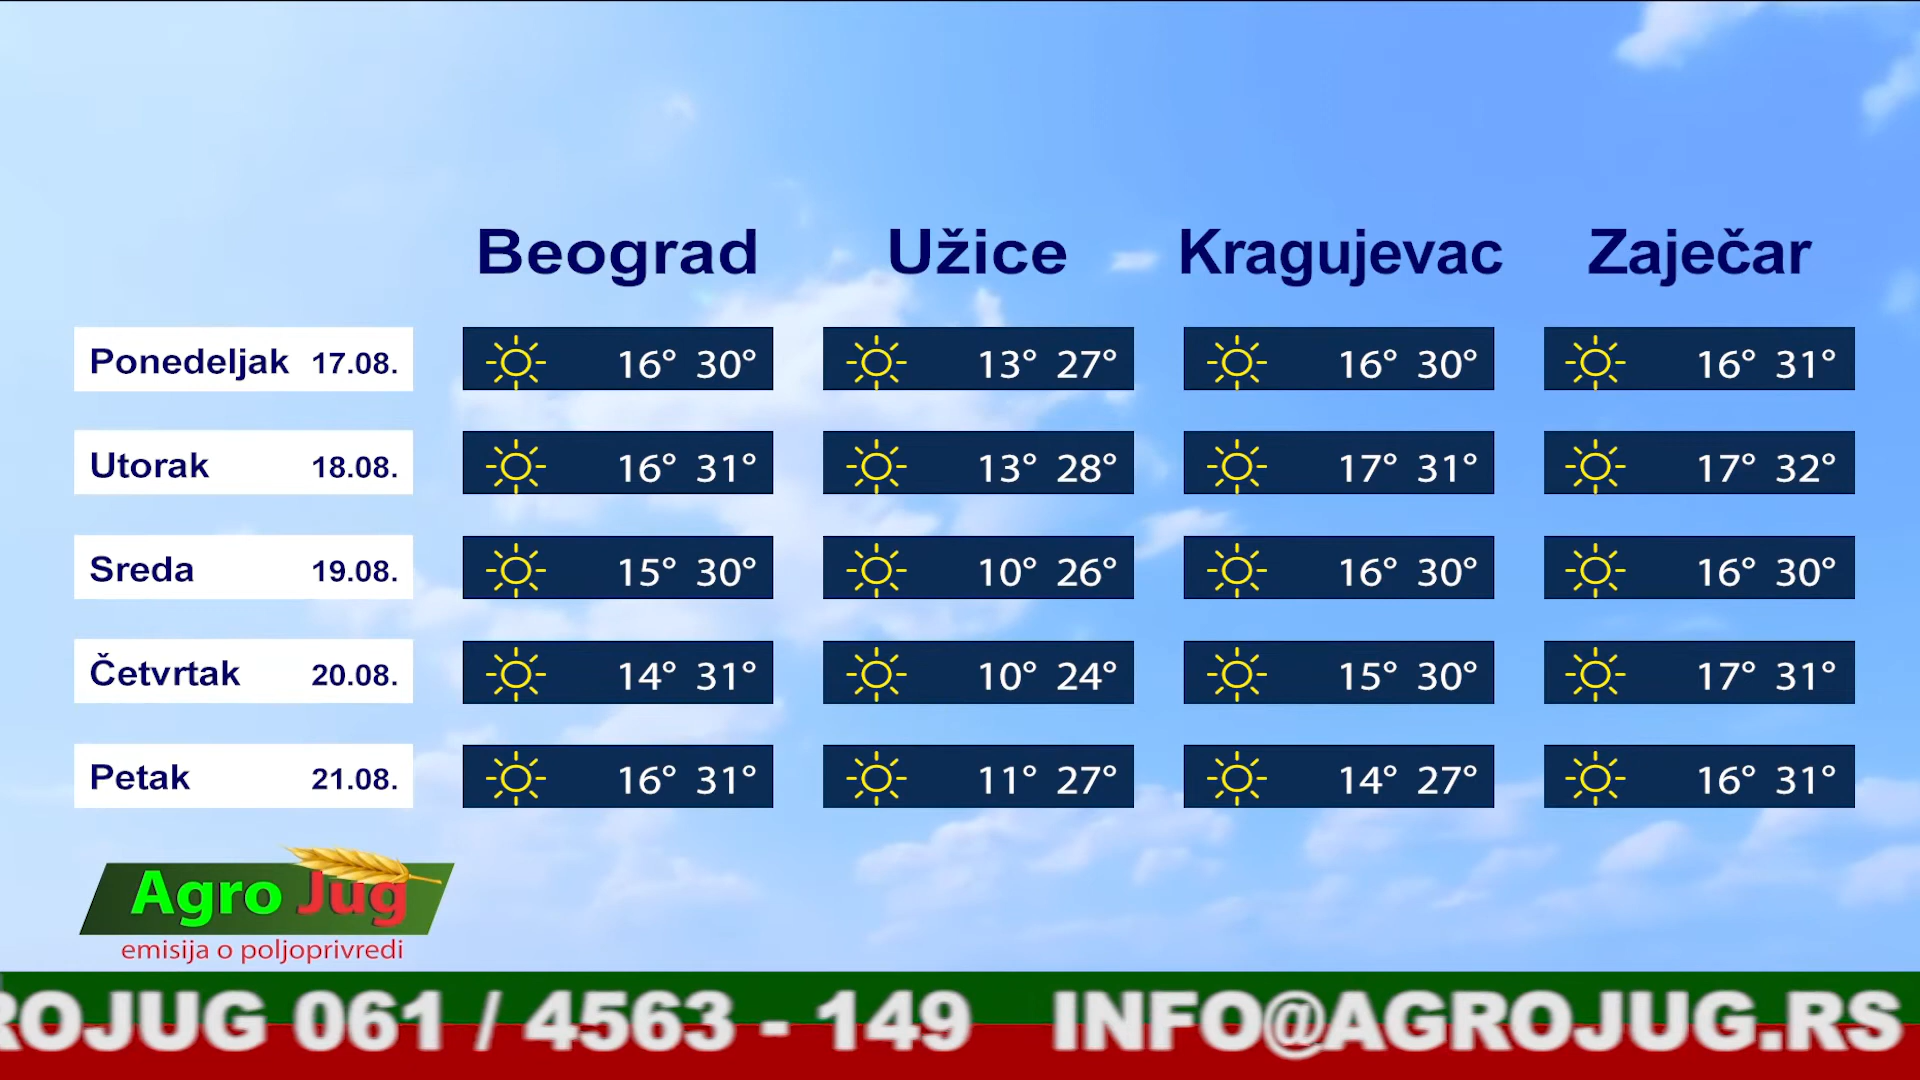 Beograd Užice Kragujevac Zaječar
Ponedeljak 17.08. 16° 30° 13° 27° 16° 30° 16° 31°
Utorak 18.08. 16° 31° 13° 28° 17° 31° 17° 32°
Sreda 19.08. 15° 30° 10° 26° 16° 30° 16° 30°
Četvrtak 20.08. 14° 31° 10° 24° 15° 30° 17° 31°
Petak 21.08. 16° 31° 11° 27° 14° 27° 16° 31°
Agro Jug
emisija o poljoprivredi
ROJUG 061 / 4563 - 149 INFO@AGROJUG.RS